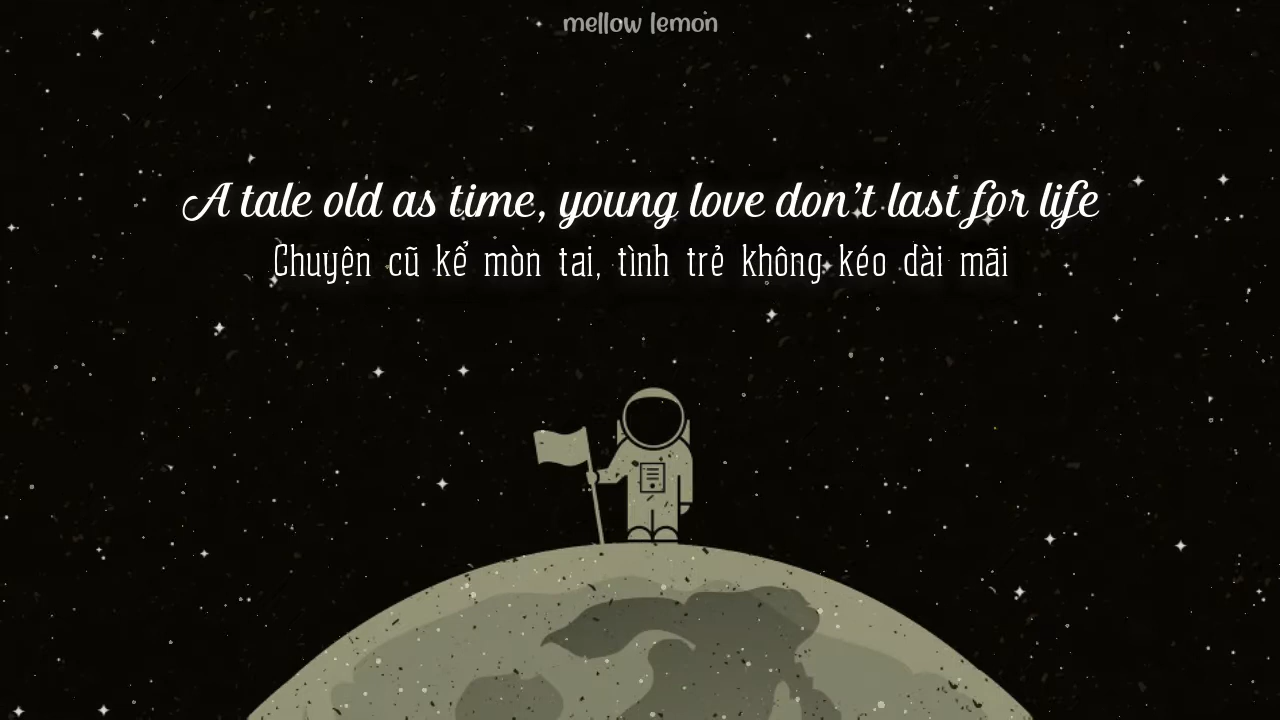 mellow lemon
A tale old as time, young love don't last for life
Chuyện cũ kể mòn tai, tình trẻ không kéo dài mãi